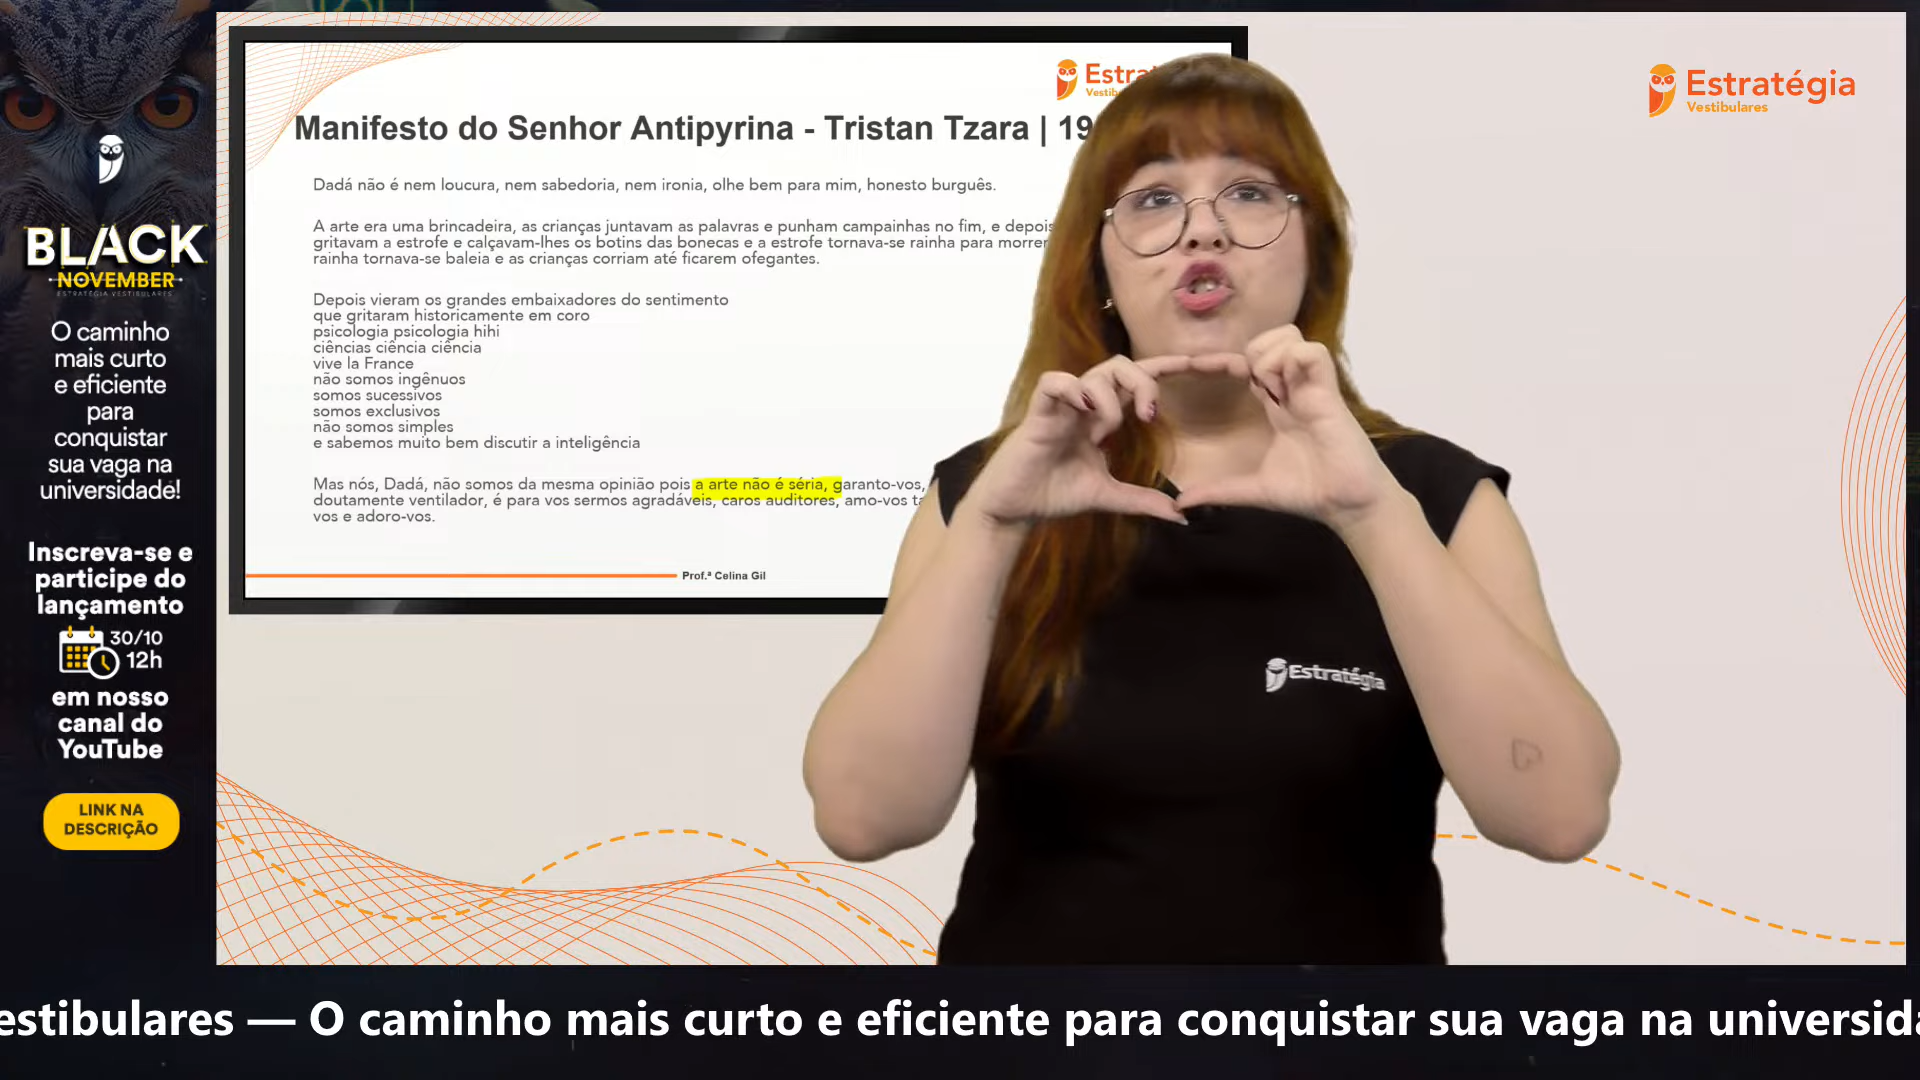 BLACK
NOVEMBER
ESTRATÉGIA VESTIBULARES
O caminho
mais curto
e eficiente
para
conquistar
sua vaga na
universidade!
Inscreva-se e
participe do
lançamento
30/10
12h
em nosso
canal do
YouTube
LINK NA
DESCRIÇÃO
Manifesto do Senhor Antipyrina - Tristan Tzara | 19
Dadá não é nem loucura, nem sabedoria, nem ironia, olhe bem para mim, honesto burguês.
A arte era uma brincadeira, as crianças juntavam as palavras e punham campainhas no fim, e depois
gritavam a estrofe e calçavam-lhes os botins das bonecas e a estrofe tornava-se rainha para morrer
rainha tornava-se baleia e as crianças corriam até ficarem ofegantes.
Depois vieram os grandes embaixadores do sentimento
que gritaram historicamente em coro
psicologia psicologia hihi
ciências ciência ciência
vive la France
não somos ingênuos
somos sucessivos
somos exclusivos
não somos simples
e sabemos muito bem discutir a inteligência
Mas nós, Dadá, não somos da mesma opinião pois a arte não é séria, garanto-vos,
doutamente ventilador, é para vos sermos agradáveis, caros auditores, amo-vos
vos e adoro-vos.
Prof.ª Celina Gil
Estratégia
Vestibulares
Estratégia
estibulares — O caminho mais curto e eficiente para conquistar sua vaga na universida